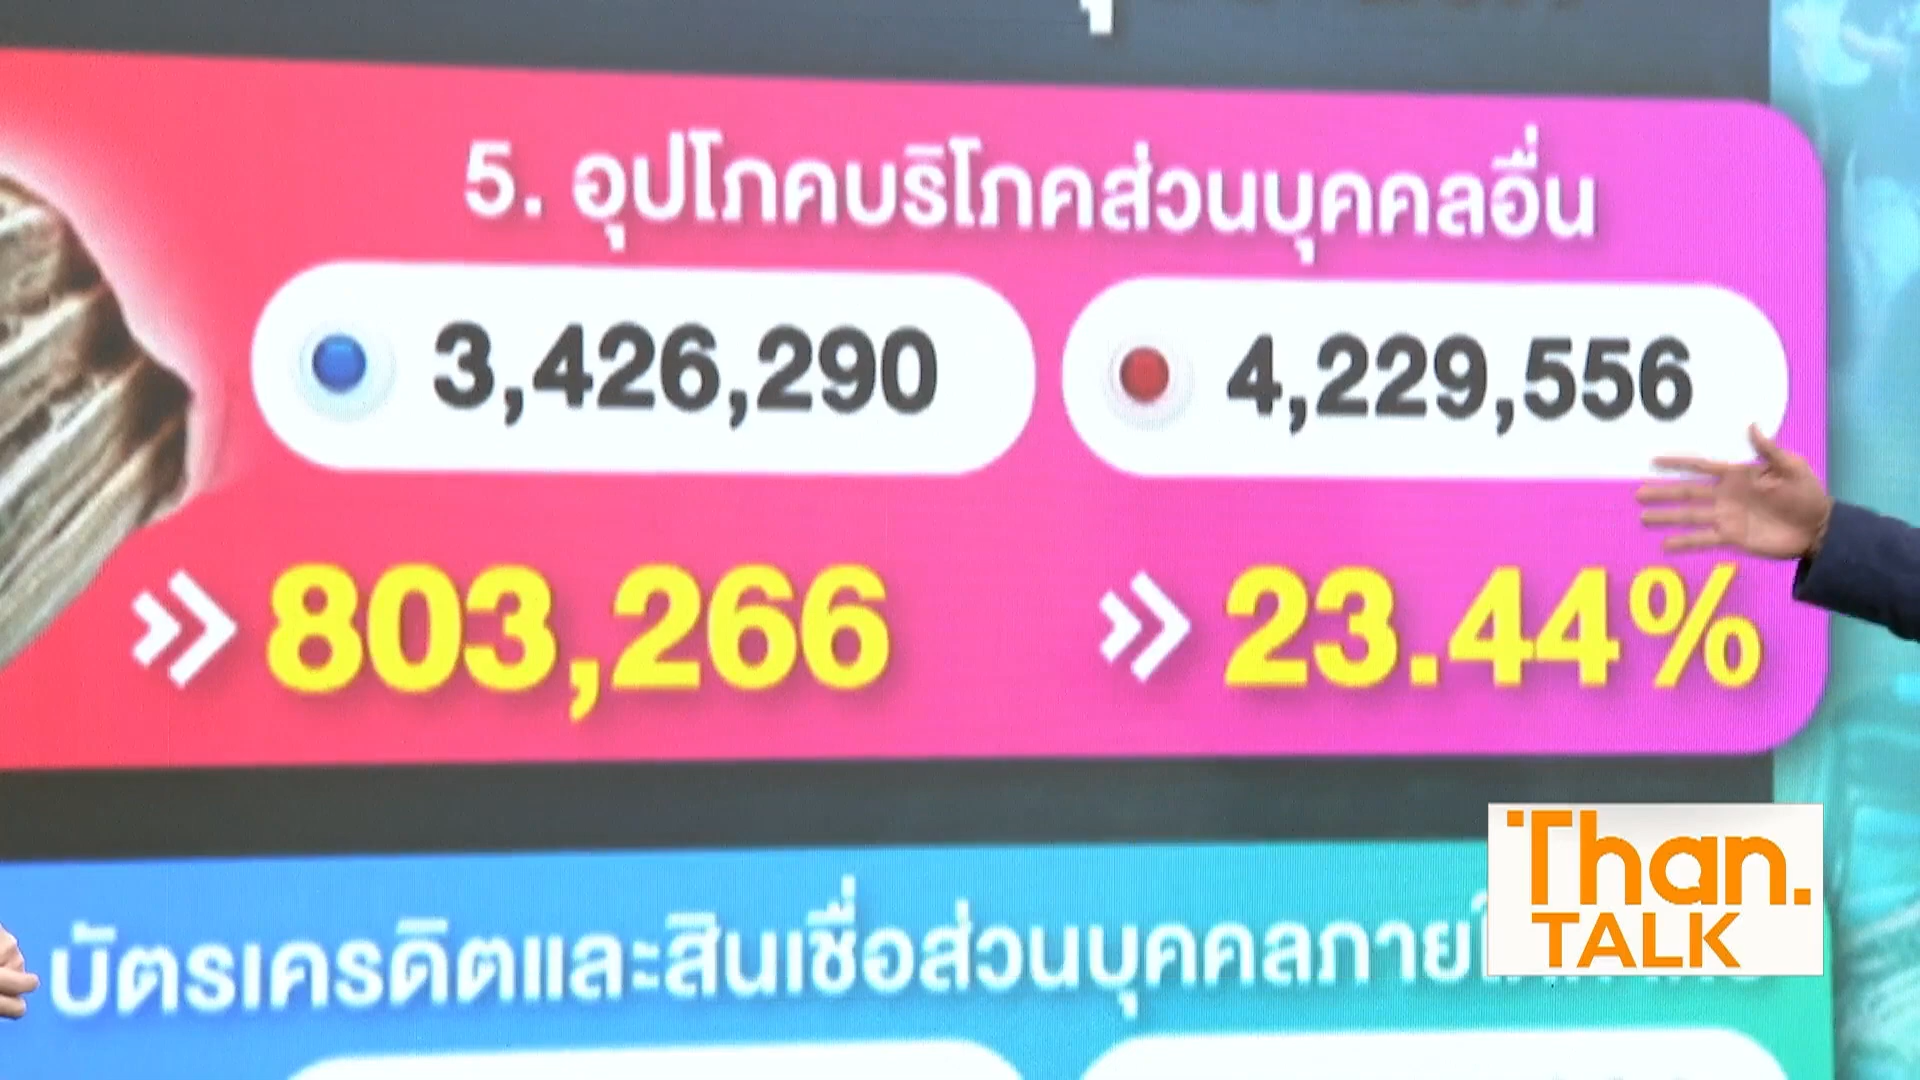 5. อุปโภคบริโภคส่วนบุคคลอื่น
3,426,290 4,229,556
803,266 23.44%
Than.
TALK
บัตรเครดิตและสินเชื่อส่วนบุคคลภาย